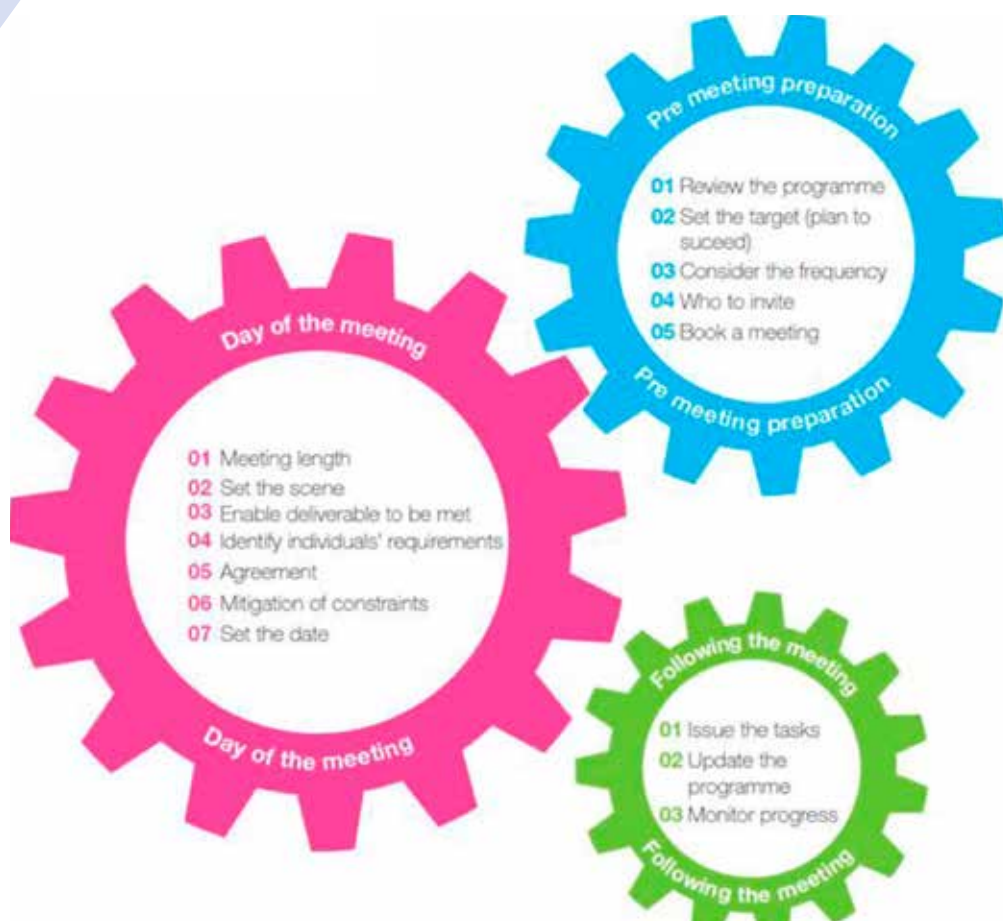 Pre meeting preparation
01 Review the programme
02 Set the target (plan to
suceed)
03 Consider the frequency
04 Who to invite
05 Book a meeting
Pre meeting preparation
Day of the meeting
01 Meeting length
02 Set the scene
03 Enable deliverable to be met
04 Identify individuals' requirements
05 Agreement
06 Mitigation of constraints
07 Set the date
Day of the meeting
Following the meeting
01 Issue the tasks
02 Update the
programme
03 Monitor progress
Following the meeting